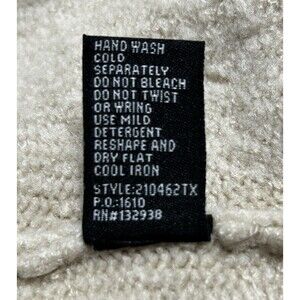 HAND WASH
COLD
SEPARATELY
DO NOT BLEACH
DO NOT TWIST
OR WRING
USE MILD
DETERGENT
RESHAPE AND
DRY FLAT
COOL IRON
STYLE:210462TX
P.O.:1610
RN#132938